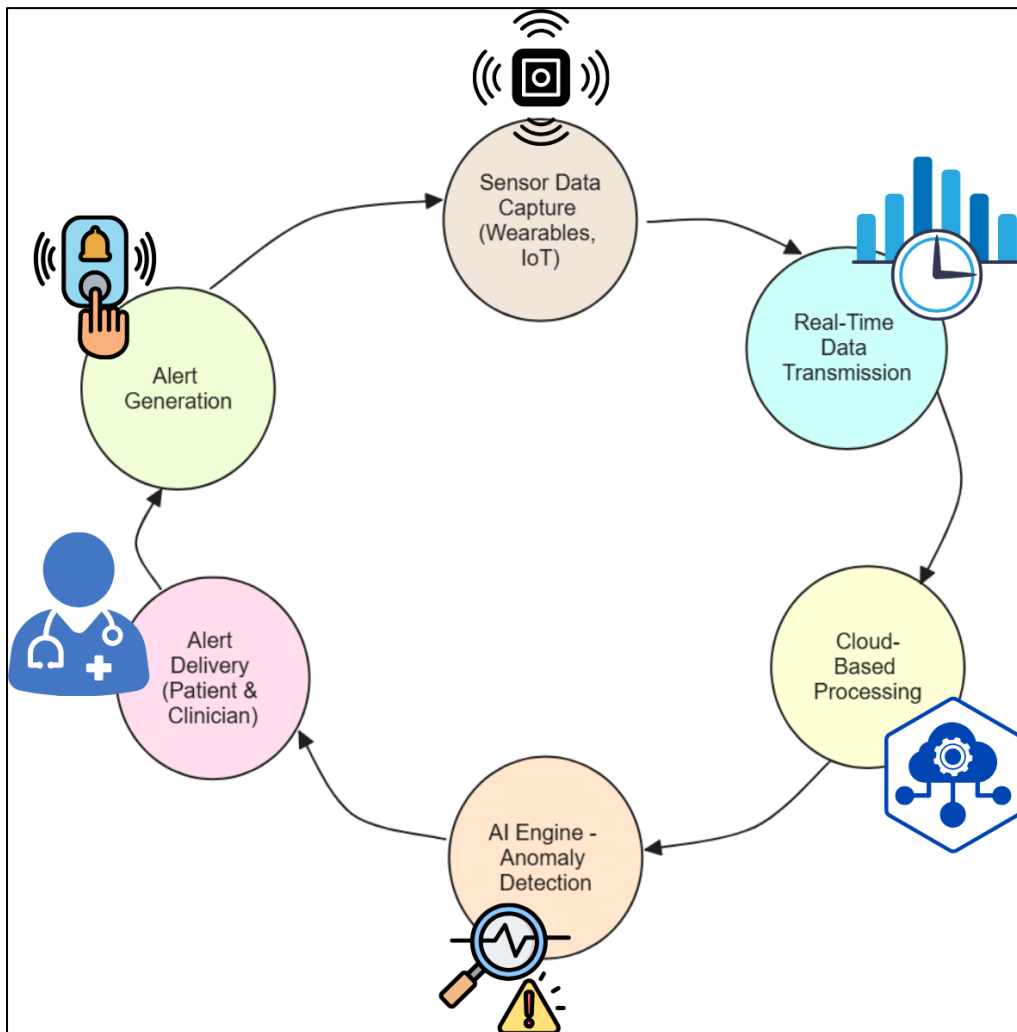 Sensor Data
Capture
(Wearables,
IoT)
Real-Time
Data
Transmission
Cloud-
Based
Processing
AI Engine -
Anomaly
Detection
Alert
Delivery
(Patient &
Clinician)
Alert
Generation